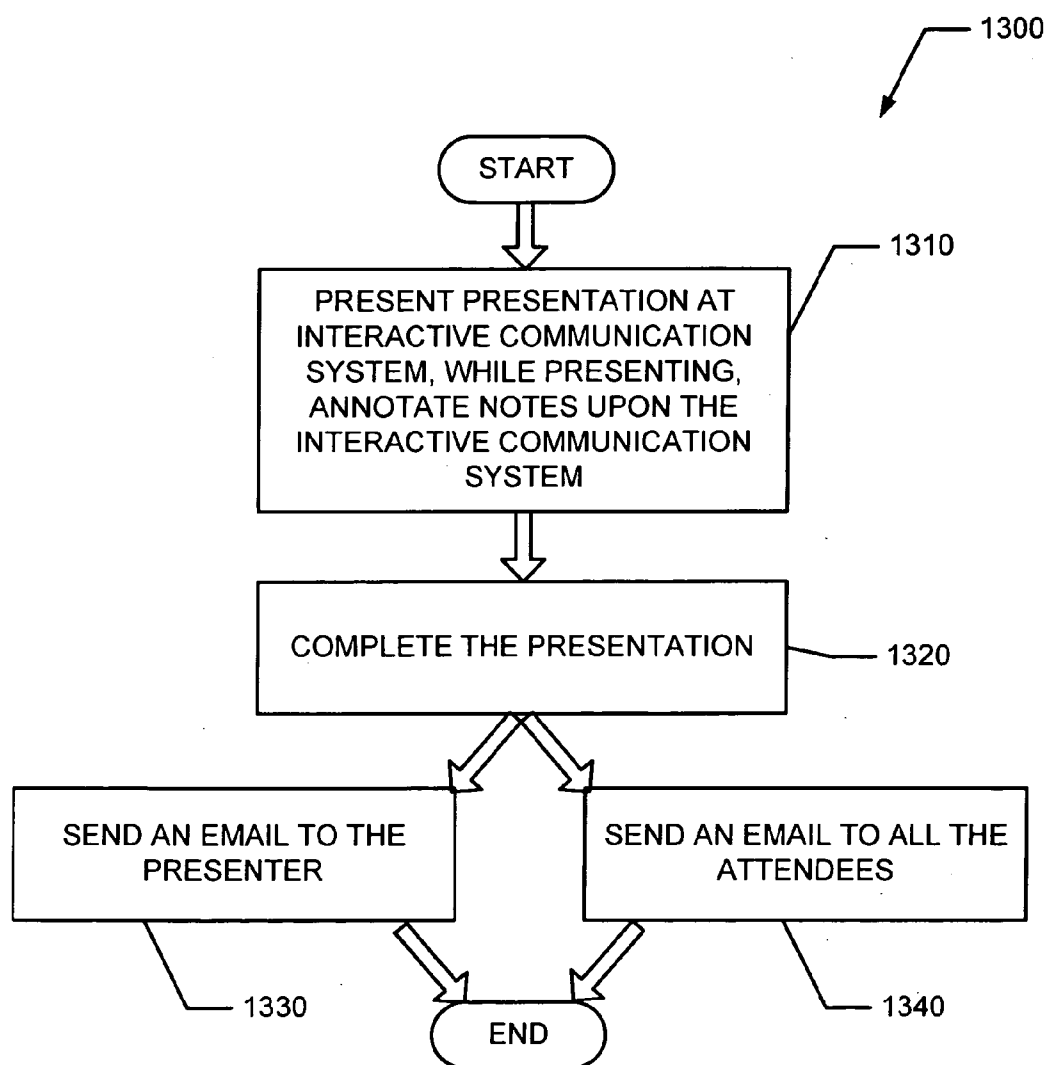 1300
START
1310
PRESENT PRESENTATION AT
INTERACTIVE COMMUNICATION
SYSTEM, WHILE PRESENTING,
ANNOTATE NOTES UPON THE
INTERACTIVE COMMUNICATION
SYSTEM
COMPLETE THE PRESENTATION
1320
SEND AN EMAIL TO THE
PRESENTER
SEND AN EMAIL TO ALL THE
ATTENDEES
1330
1340
END